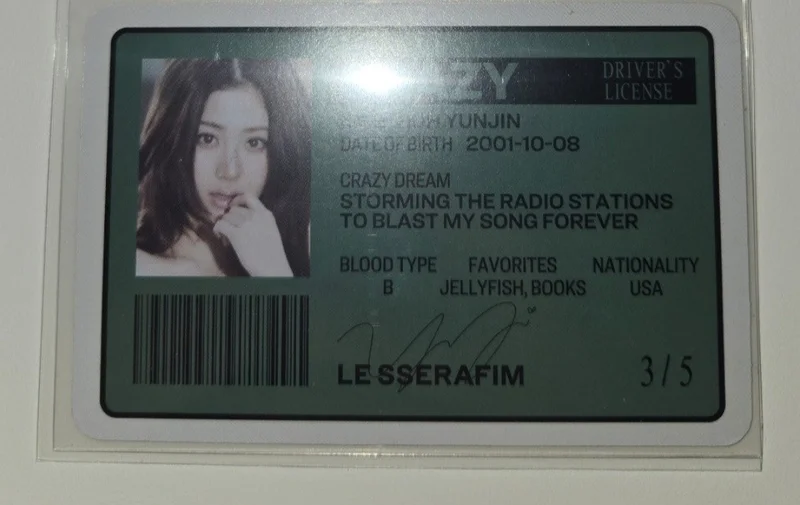 AZY
DRIVER'S
LICENSE
YUNJIN
DATE OF BIRTH 2001-10-08
CRAZY DREAM
STORMING THE RADIO STATIONS
TO BLAST MY SONG FOREVER
BLOOD TYPE FAVORITES NATIONALITY
B JELLYFISH, BOOKS USA
LE SSERAFIM
3/5